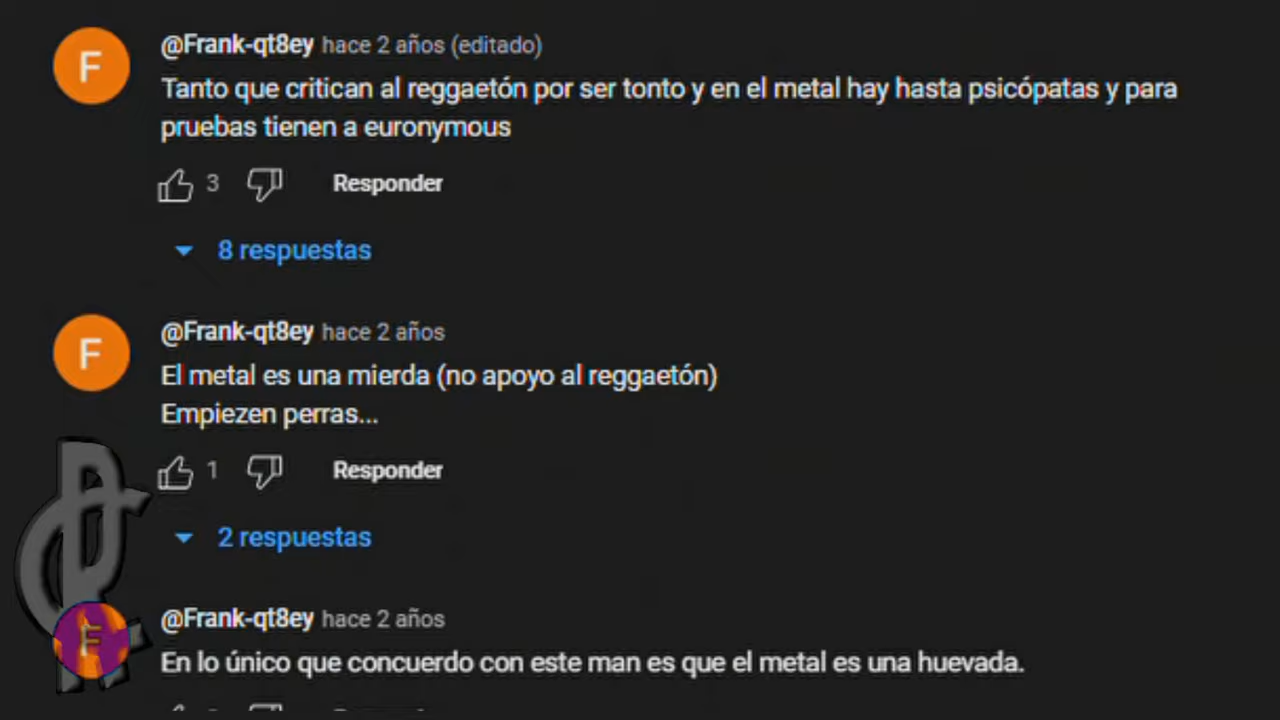 F
@Frank-qt8ey hace 2 años (editado)
Tanto que critican al reggaetón por ser tonto y en el metal hay hasta psicópatas y para
pruebas tienen a euronymous
3 Responder
8 respuestas
F
@Frank-qt8ey hace 2 años
El metal es una mierda (no apoyo al reggaetón)
Empiezen perras...
1 Responder
2 respuestas
F
@Frank-qt8ey hace 2 años
En lo único que concuerdo con este man es que el metal es una huevada.